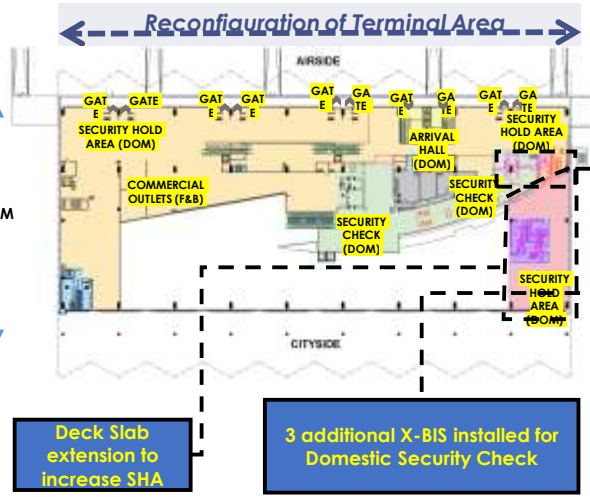 Reconfiguration of Terminal Area
AIRSIDE
GAT
E
GATE
GAT
E
GAT
E
GAT
E
GA
TE
GAT
E
GA
TE
GAT
E
GA
TE
SECURITY HOLD
AREA (DOM)
ARRIVAL
HALL
(DOM)
SECURITY
HOLD AREA
(DOM)
COMMERCIAL
OUTLETS (F&B)
SECURITY
CHECK
(DOM)
SECURITY
CHECK
(DOM)
M
SECURITY
HOLD
AREA
(DOM)
CITYSIDE
Deck Slab
extension to
increase SHA
3 additional X-BIS installed for
Domestic Security Check